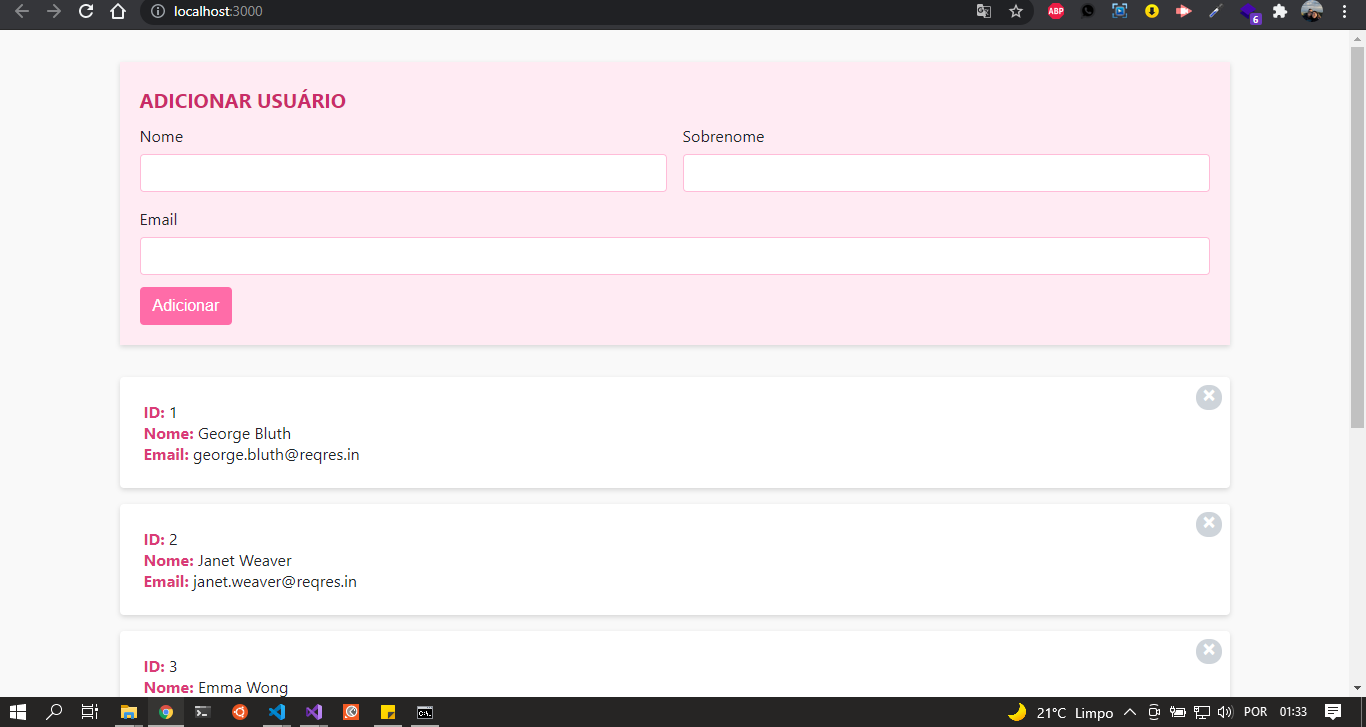 localhost:3000
ABP
6
ADICIONAR USUÁRIO
Nome
Sobrenome
Email
Adicionar
ID: 1
Nome: George Bluth
Email: george.bluth@reqres.in
ID: 2
Nome: Janet Weaver
Email: janet.weaver@reqres.in
ID: 3
Nome: Emma Wong
21°C Limpo
POR
01:33